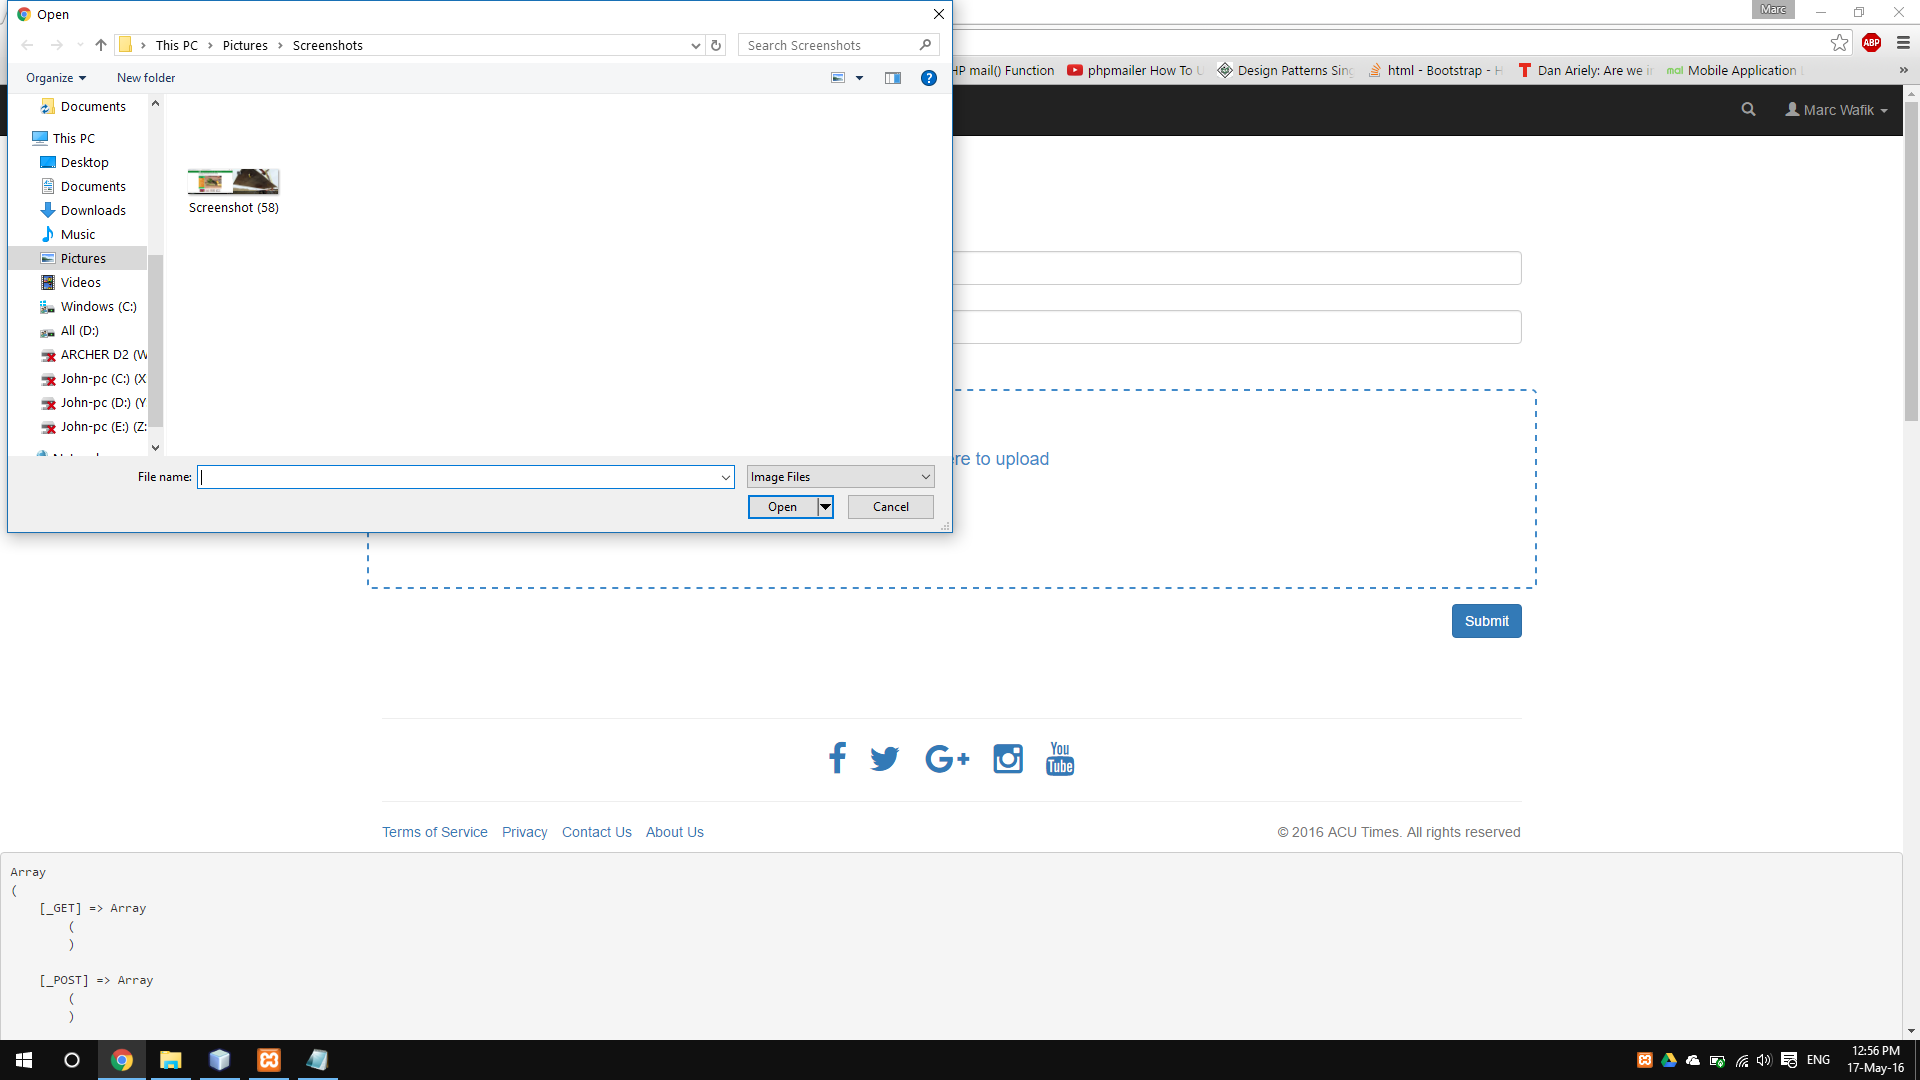 Open
Marc
This PC
Pictures
Screenshots
Search Screenshots
ABP
Organize
New folder
HP mail() Function
phpmailer How To U
Design Patterns Sing
html - Bootstrap - H
Dan Ariely: Are we i
mal Mobile Application
Marc Wafik
Documents
This PC
Desktop
Documents
Downloads
Music
Pictures
Videos
Windows (C:)
All (D:)
ARCHER D2 (W
John-pc (C:) (X
John-pc (D:) (Y
John-pc (E:) (Z:
Screenshot (58)
File name:
Image Files
Open
Cancel
ere to upload
Submit
You
Tube
Terms of Service
Privacy
Contact Us
About Us
© 2016 ACU Times. All rights reserved
Array
(
[_GET] => Array
(
)
[_POST] => Array
(
)
ENG
12:56 PM
17-May-16